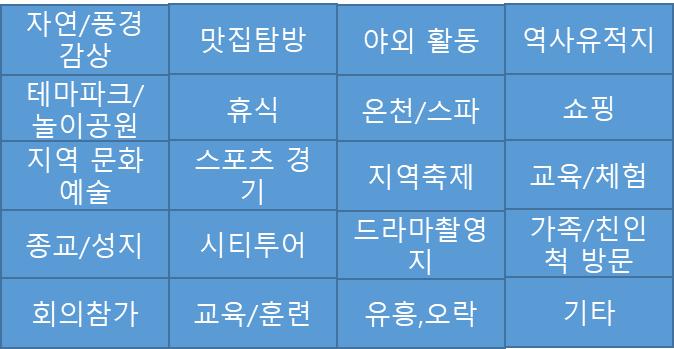 자연/풍경
감상
맛집탐방
야외 활동
역사유적지
테마파크/
놀이공원
휴식
온천/스파
쇼핑
지역 문화
예술
스포츠 경
기
지역축제
교육/체험
종교/성지
시티투어
드라마촬영
지
가족/친인
척 방문
회의참가
교육/훈련
유흥,오락
기타